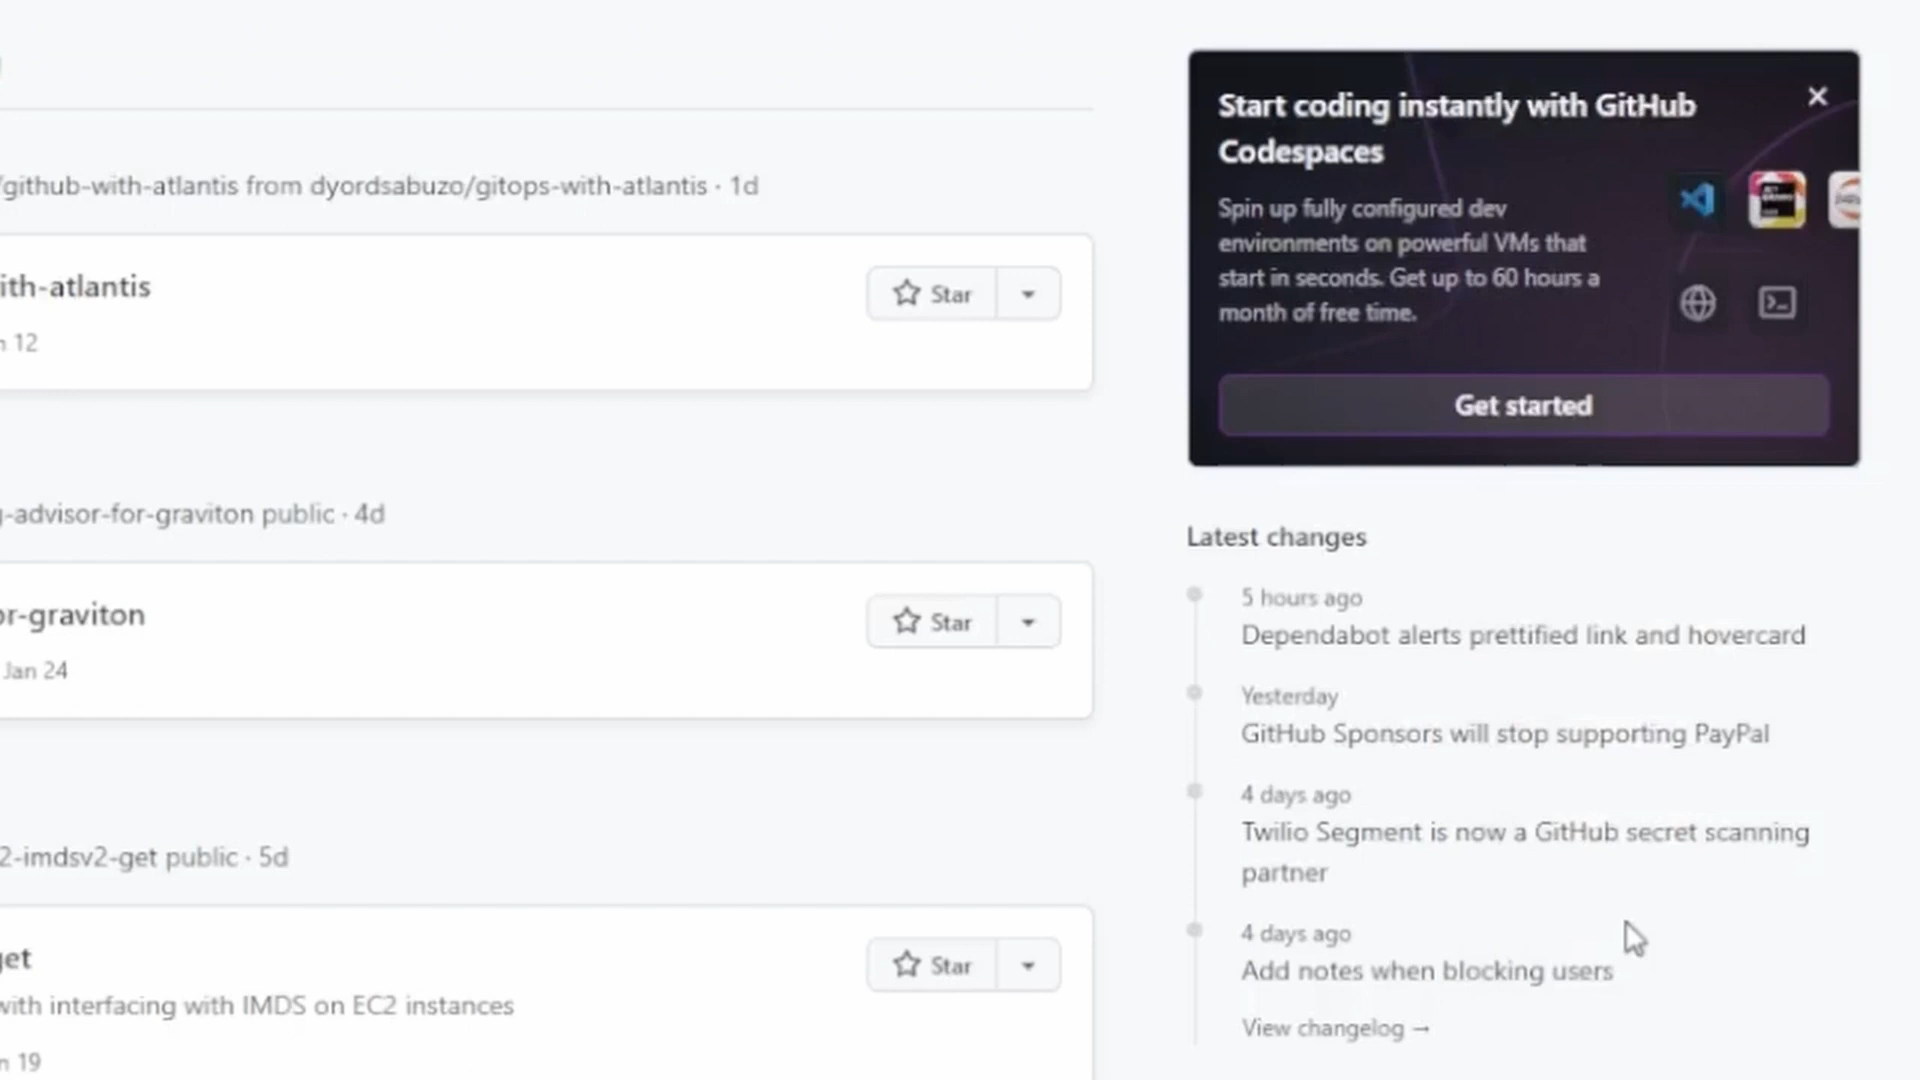 /github-with-atlantis from dyordsabuzo/gitops-with-atlantis · 1d
ith-atlantis
Star
12
-advisor-for-graviton public · 4d
or-graviton
Star
Jan 24
2-imdsv2-get public · 5d
get
Star
with interfacing with IMDS on EC2 instances
19
Start coding instantly with GitHub
Codespaces
Spin up fully configured dev
environments on powerful VMs that
start in seconds. Get up to 60 hours a
month of free time.
Get started
Latest changes
5 hours ago
Dependabot alerts prettified link and hovercard
Yesterday
GitHub Sponsors will stop supporting PayPal
4 days ago
Twilio Segment is now a GitHub secret scanning
partner
4 days ago
Add notes when blocking users
View changelog →